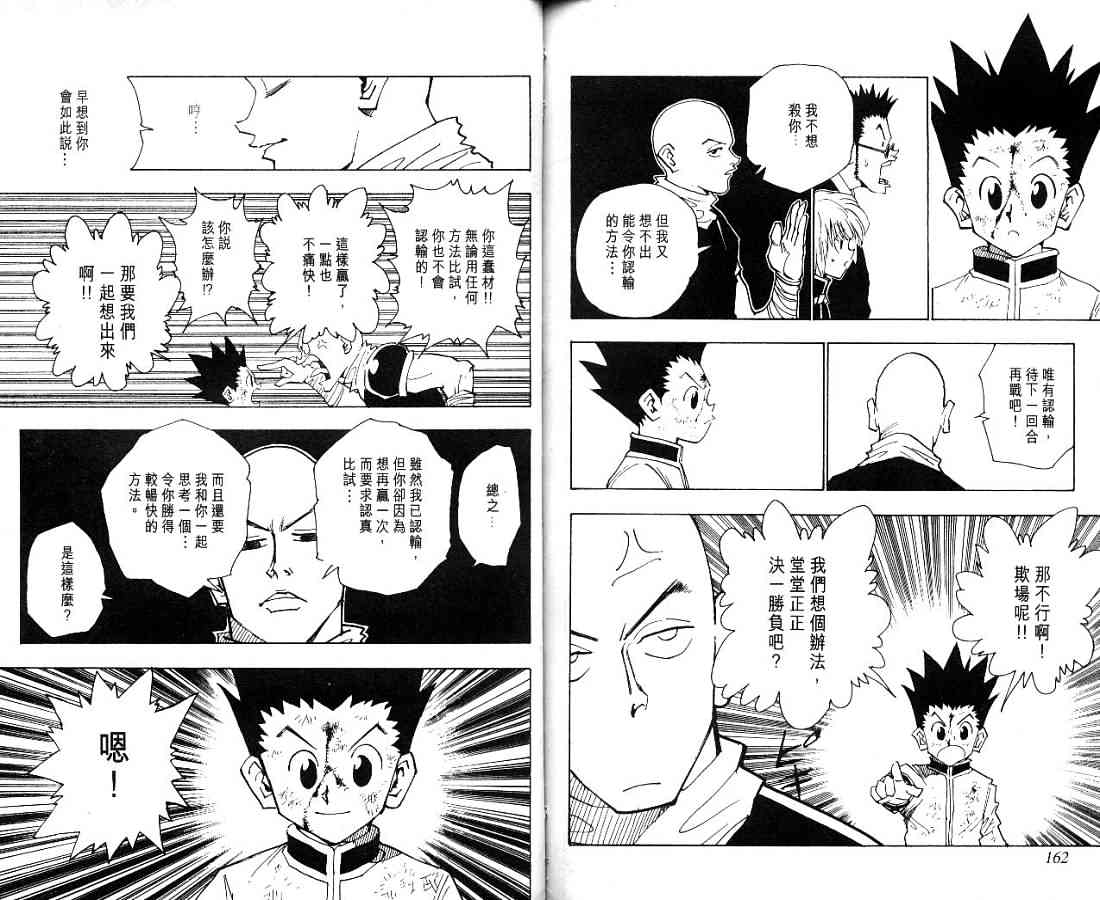 我不想
殺你…
但我又
想不出
能令你認輸
的方法…
唯有認輸，
待下一回合
再戰吧！
那不行啊！
欺場呢!!
我們想個辦法，
堂堂正正
決一勝負吧？
162
哼…
早想到你
會如此説…
你這蠢材!!
無論用任何
方法比試，
你也不會
認輸的！
這樣贏了，
一點也
不痛快！
你說
該怎麼辦!?
那要我們
一起想出來
啊!!
總之…
雖然我已認輸，
但你卻因為
想再贏一次，
而要求認真
比試…
而且還要
我和你一起
思考一個…
令你勝得
較暢快的
方法。
是這樣麼？
嗯！